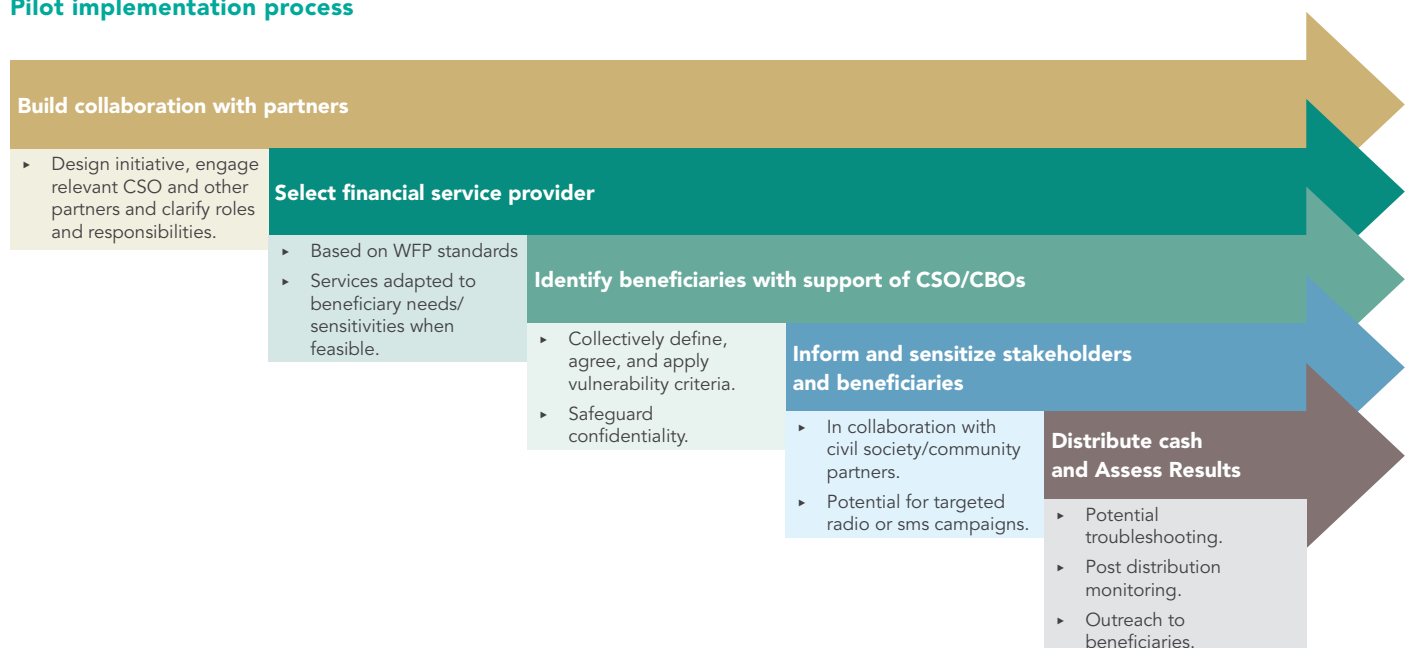 Pilot implementation process
Build collaboration with partners
▸ Design initiative, engage
relevant CSO and other
partners and clarify roles
and responsibilities.
Select financial service provider
▸ Based on WFP standards
▸ Services adapted to
beneficiary needs/
sensitivities when
feasible.
Identify beneficiaries with support of CSO/CBOs
▸ Collectively define,
agree, and apply
vulnerability criteria.
▸ Safeguard
confidentiality.
Inform and sensitize stakeholders
and beneficiaries
▸ In collaboration with
civil society/community
partners.
▸ Potential for targeted
radio or sms campaigns.
Distribute cash
and Assess Results
▸ Potential
troubleshooting.
▸ Post distribution
monitoring.
▸ Outreach to
beneficiaries.